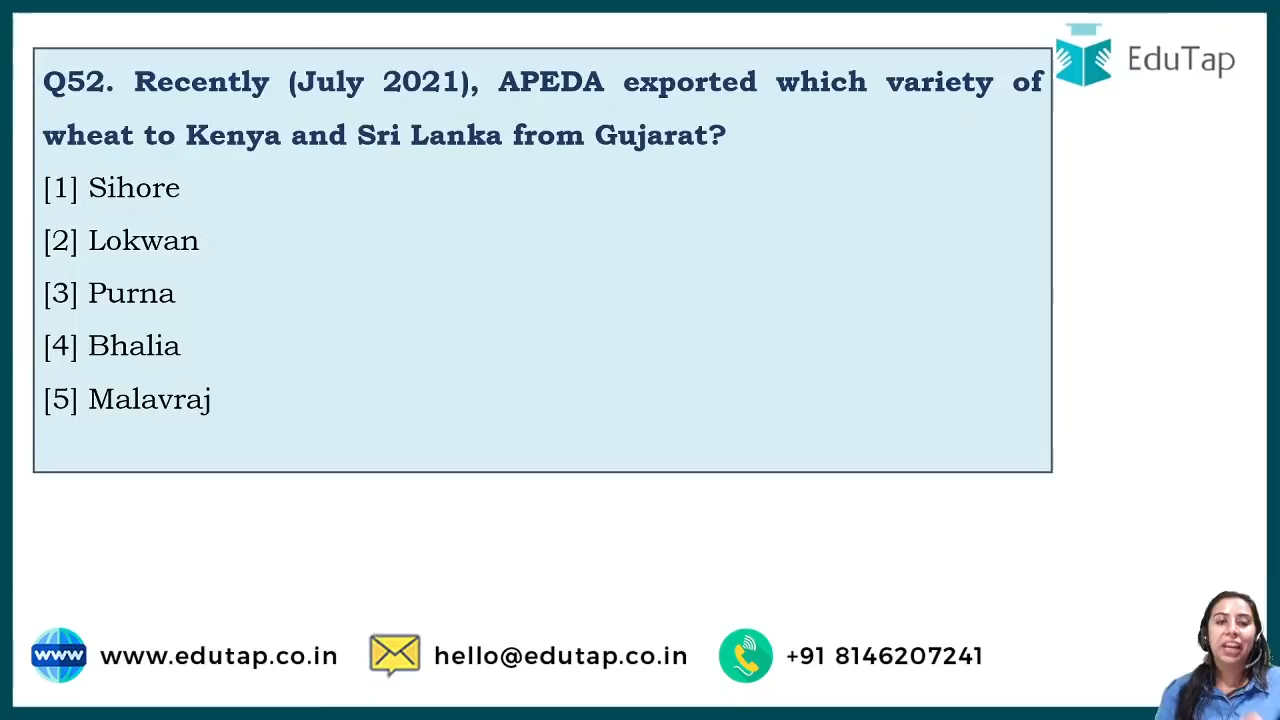 EduTap
Q52. Recently (July 2021), APEDA exported which variety of
wheat to Kenya and Sri Lanka from Gujarat?
[1] Sihore
[2] Lokwan
[3] Purna
[4] Bhalia
[5] Malavraj
www www.edutap.co.in hello@edutap.co.in +91 8146207241